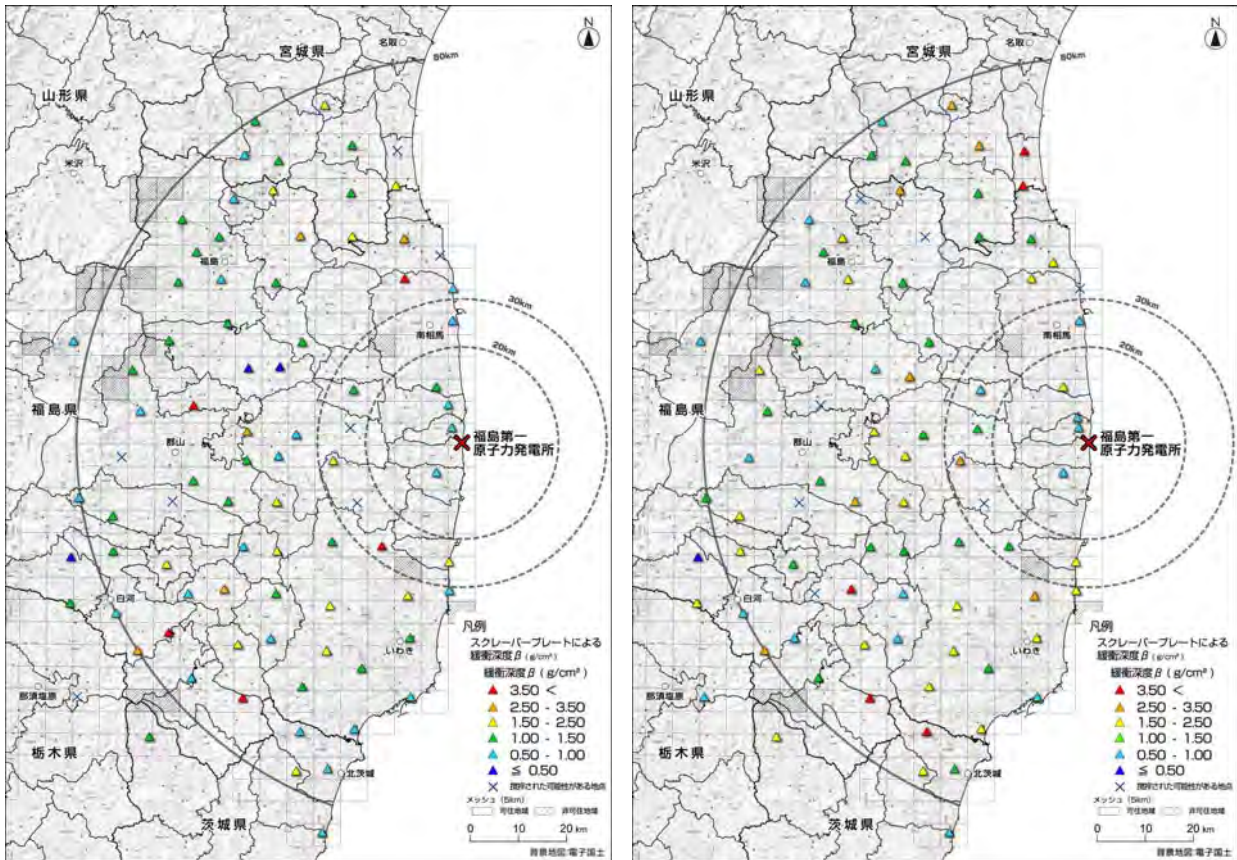 N
宮城県
名取
80km
山形県
米沢
福島
30km
南相馬
20km
福島県
郡山
福島第一
原子力発電所
白河
凡例
スクレーパープレートによる
緩衝深度β (g/cm²)
いわき
緩衝深度β (g/cm²)
那須塩原
3.50 <
2.50 - 3.50
1.50 - 2.50
1.00 - 1.50
栃木県
0.50 - 1.00
≦ 0.50
北茨城
撹拌された可能性がある地点
メッシュ (5km)
可住地域
非可住地域
茨城県
0 10 20 km
背景地図:電子国土
N
宮城県
名取
80km
山形県
米沢
福島
30km
南相馬
20km
福島県
郡山
福島第一
原子力発電所
白河
凡例
スクレーパープレートによる
緩衝深度β (g/cm²)
いわき
緩衝深度β (g/cm²)
那須塩原
3.50 <
2.50 - 3.50
1.50 - 2.50
1.00 - 1.50
栃木県
0.50 - 1.00
≦ 0.50
北茨城
撹拌された可能性がある地点
メッシュ (5km)
可住地域
非可住地域
茨城県
0 10 20 km
背景地図:電子国土